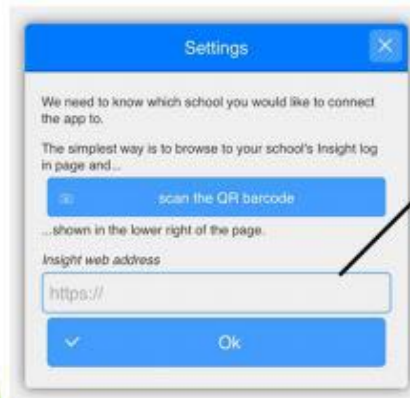 Settings
We need to know which school you would like to connect
the app to.
The simplest way is to browse to your school's Insight log
in page and...
scan the QR barcode
...shown in the lower right of the page.
Insight web address
https://
Ok